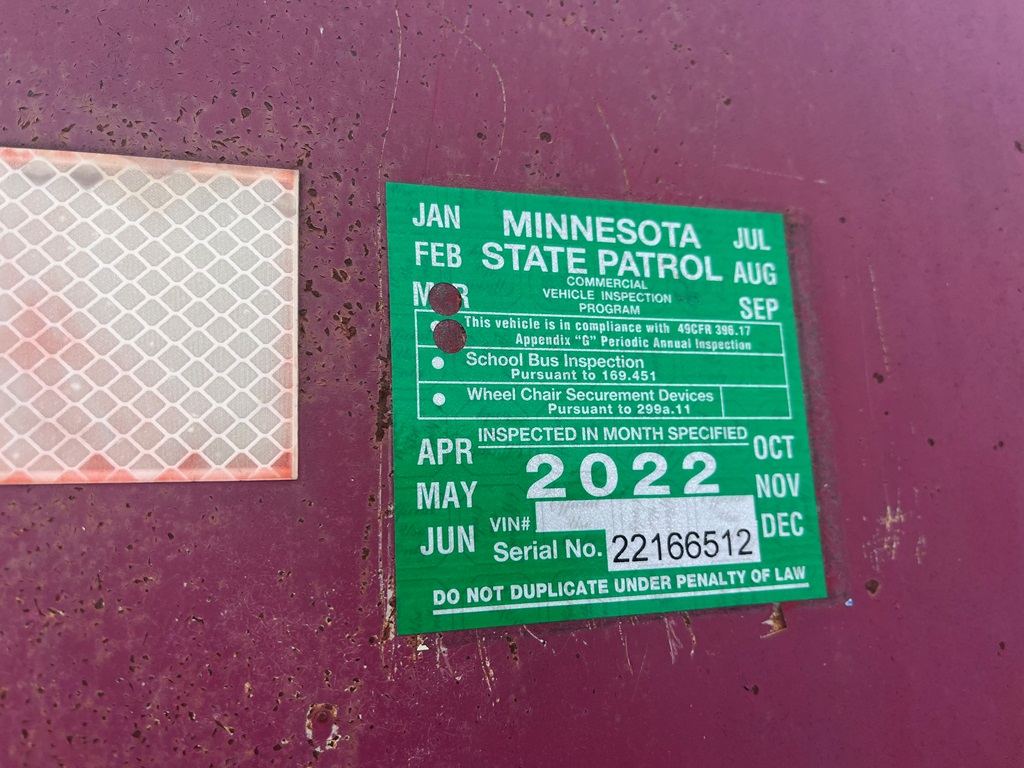 JAN
FEB
MINNESOTA
STATE PATROL
COMMERCIAL
VEHICLE INSPECTION
PROGRAM
JUL
AUG
SEP
This vehicle is in compliance with 49CFR 396.17
Appendix "G" Periodic Annual Inspection
School Bus Inspection
Pursuant to 169.451
Wheel Chair Securement Devices
Pursuant to 299a.11
INSPECTED IN MONTH SPECIFIED
APR
MAY
JUN
2022
OCT
NOV
DEC
VIN#
Serial No. 22166512
DO NOT DUPLICATE UNDER PENALTY OF LAW